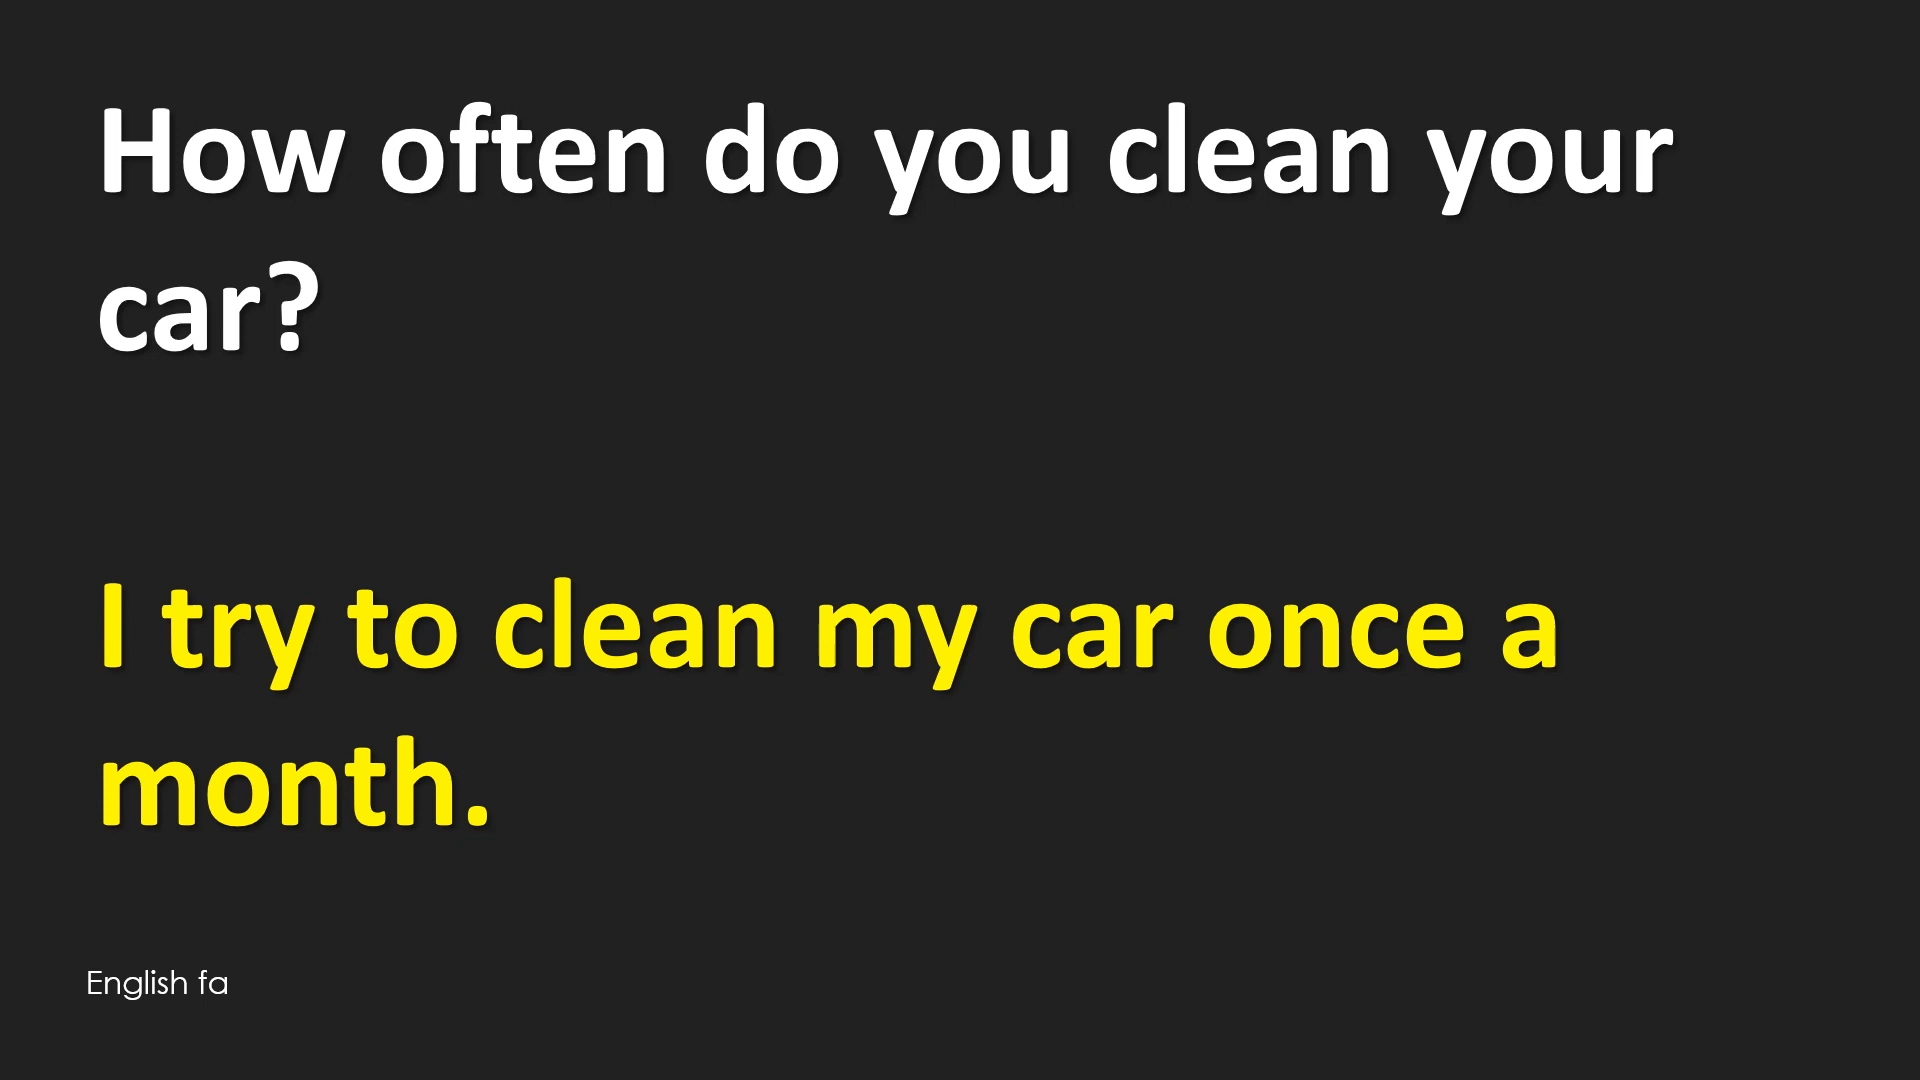 How often do you clean your
car?
I try to clean my car once a
month.
English fa